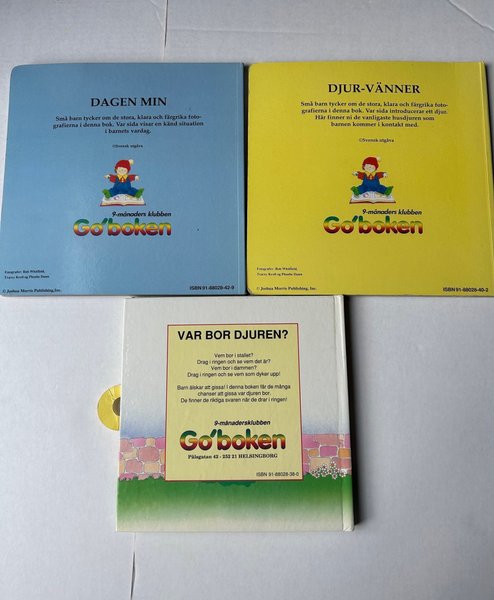 DAGEN MIN
Små barn tycker om de stora, klara och färgrika foto-
grafierna i denna bok. Var sida visar en känd situation
i barnets vardag.
©Svensk utgåva
9-månaders klubben
Go'boken
Fotografer: Ron Whitfield,
© Joshua Morris Publishing, Inc.
ISBN 91-88028-42-9
DJUR-VÄNNER
Små barn tycker om de stora, klara och färgrika foto-
grafierna i denna bok. Var sida introducerar ett djur.
Här finner ni de vanligaste husdjuren som
barnen kommer i kontakt med.
©Svensk utgåva
9-månaders klubben
Go'boken
© Joshua Morris Publishing, Inc.
ISBN 91-88028-40-2
VAR BOR DJUREN?
Vem bor i stallet?
Drag i ringen och se vem det är?
Vem bor i dammen?
Drag i ringen och se vem som dyker upp!
Barn älskar att gissa! I denna boken får de många
chanser att gissa var djuren bor.
De finner de riktiga svaren när de drar i ringen!
9-månadersklubben
Go'boken
Pålsgatan 42 - 252 21 HELSINGBORG
ISBN 91-88028-38-0